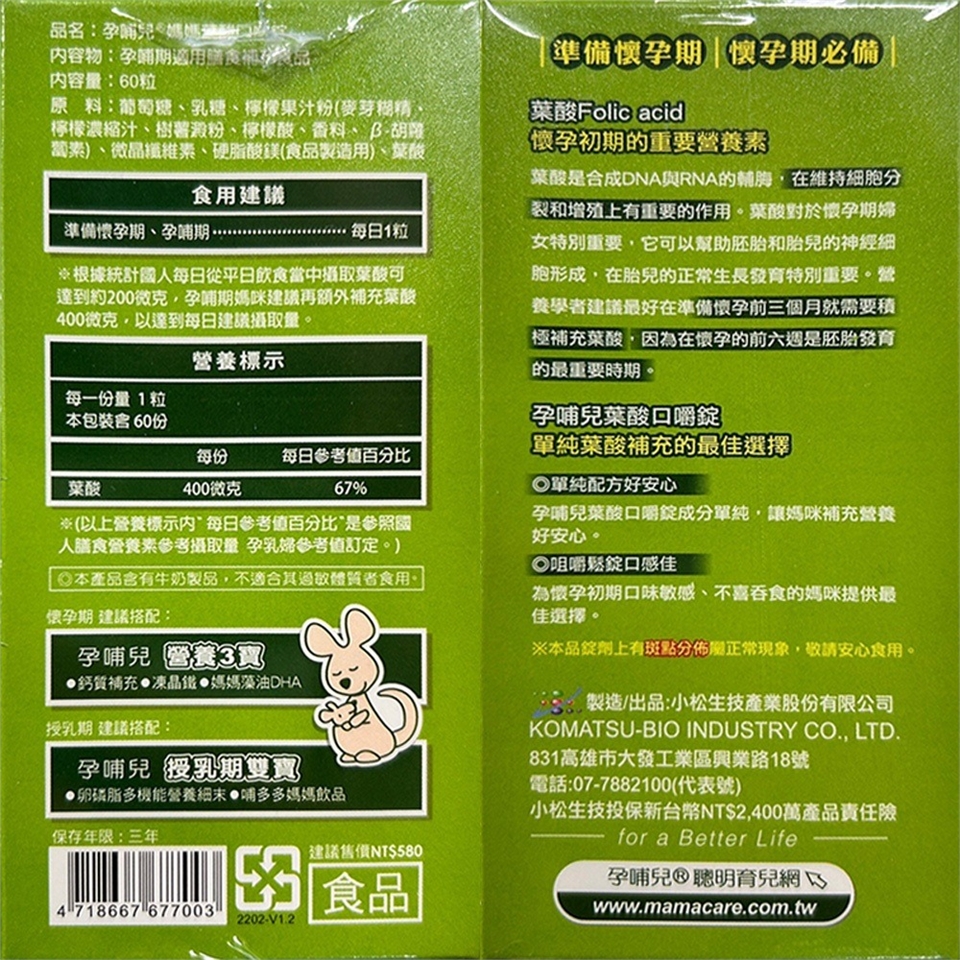 品名：孕哺兒®媽媽葉酸口嚼錠
內容物：孕哺期適用膳食補充食品
內容量：60粒
原　料：葡萄糖、乳糖、檸檬果汁粉(麥芽糊精、
檸檬濃縮汁、樹薯澱粉、檸檬酸、香料、β-胡蘿
蔔素)、微晶纖維素、硬脂酸鎂(食品製造用)、葉酸
食用建議
準備懷孕期、孕哺期⋯⋯⋯⋯⋯⋯⋯⋯ 每日1粒
※根據統計國人每日從平日飲食當中攝取葉酸可
達到約200微克，孕哺期媽咪建議再額外補充葉酸
400微克，以達到每日建議攝取量。
營養標示
每一份量 1 粒
本包裝含 60份
每份 每日參考值百分比
葉酸 400微克 67%
※(以上營養標示內"每日參考值百分比"是參照國
人膳食營養素參考攝取量 孕乳婦參考值訂定。)
◎本產品含有牛奶製品，不適合其過敏體質者食用。
懷孕期 建議搭配：
孕哺兒 營養3寶
●鈣質補充●凍晶鐵●媽媽藻油DHA
授乳期 建議搭配：
孕哺兒 授乳期雙寶
●卵磷脂多機能營養細末●哺多多媽媽飲品
保存年限：三年
4 718667 677003
2202-V1.2
建議售價NT$580
食品
|準備懷孕期|懷孕期必備|
葉酸Folic acid
懷孕初期的重要營養素
葉酸是合成DNA與RNA的輔脢，在維持細胞分
裂和增殖上有重要的作用。葉酸對於懷孕期婦
女特別重要，它可以幫助胚胎和胎兒的神經細
胞形成，在胎兒的正常生長發育特別重要。營
養學者建議最好在準備懷孕前三個月就需要積
極補充葉酸，因為在懷孕的前六週是胚胎發育
的最重要時期。
孕哺兒葉酸口嚼錠
單純葉酸補充的最佳選擇
◎單純配方好安心
孕哺兒葉酸口嚼錠成分單純，讓媽咪補充營養
好安心。
◎咀嚼鬆錠口感佳
為懷孕初期口味敏感、不喜吞食的媽咪提供最
佳選擇。
※本品錠劑上有斑點分佈屬正常現象，敬請安心食用。
製造/出品:小松生技產業股份有限公司
KOMATSU-BIO INDUSTRY CO., LTD.
831高雄市大發工業區興業路18號
電話:07-7882100(代表號)
小松生技投保新台幣NT$2,400萬產品責任險
for a Better Life
孕哺兒® 聰明育兒網
www.mamacare.com.tw